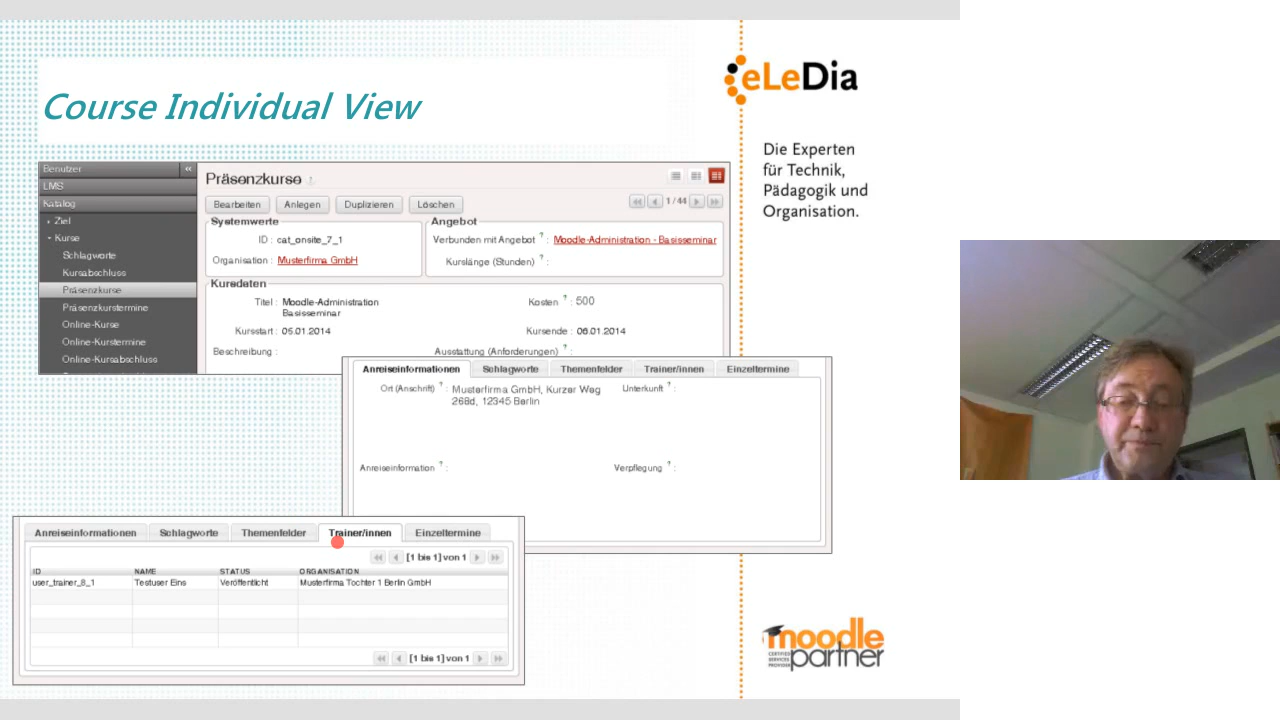 Course Individual View
eLeDia
Die Experten
für Technik,
Pädagogik und
Organisation.
Benutzer «
LMS
Katalog
Ziel
Kurse
Schlagworte
Kursabschluss
Präsenzkurse
Präsenzkurstermine
Online-Kurse
Online-Kurstermine
Online-Kursabschluss
Präsenzkurse
Bearbeiten Anlegen Duplizieren Löschen 1 / 44
Systemwerte
ID : cat_onsite_7_1
Organisation : Musterfirma GmbH
Angebot
Verbunden mit Angebot ? : Moodle-Administration - Basisseminar
Kurslänge (Stunden) ? :
Kursdaten
Titel : Moodle-Administration
Basisseminar
Kosten ? : 500
Kursstart : 05.01.2014 Kursende : 06.01.2014
Beschreibung : Ausstattung (Anforderungen) ? :
Anreiseinformationen Schlagworte Themenfelder Trainer/innen Einzeltermine
Ort (Anschrift) ? : Musterfirma GmbH, Kurzer Weg
268d, 12345 Berlin
Unterkunft ? :
Anreiseinformation ? : Verpflegung ? :
Anreiseinformationen Schlagworte Themenfelder Trainer/innen Einzeltermine
[1 bis 1] von 1
ID NAME STATUS ORGANISATION
user_trainer_8_1 Testuser Eins Veröffentlicht Musterfirma Tochter 1 Berlin GmbH
[1 bis 1] von 1
moodle
CERTIFIED
SERVICES
PROVIDER
partner